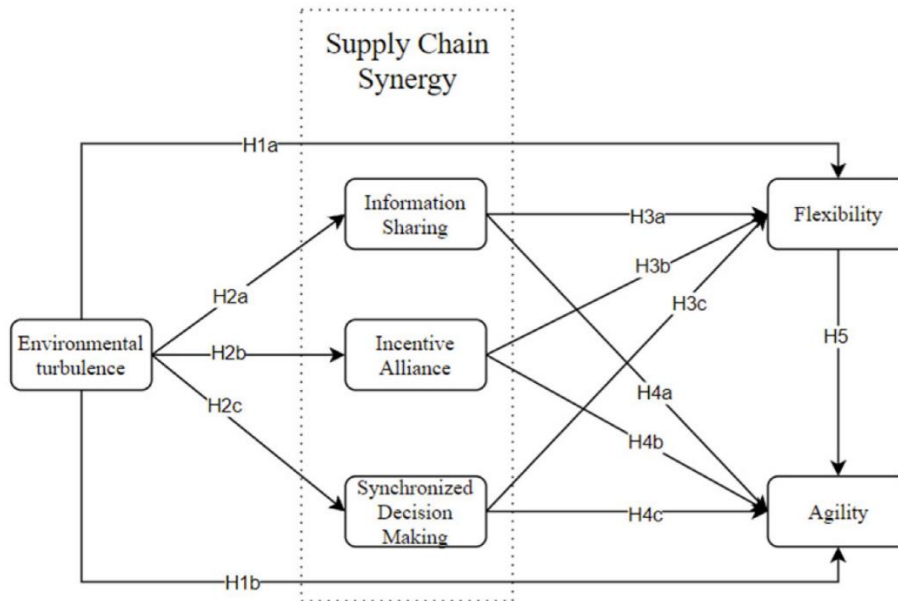 Supply Chain
Synergy
H1a
Information
Sharing
H3a
Flexibility
H3b
H2a
H3c
Environmental
turbulence
H2b
Incentive
Alliance
H5
H2c
H4a
H4b
Synchronized
Decision
Making
H4c
Agility
H1b